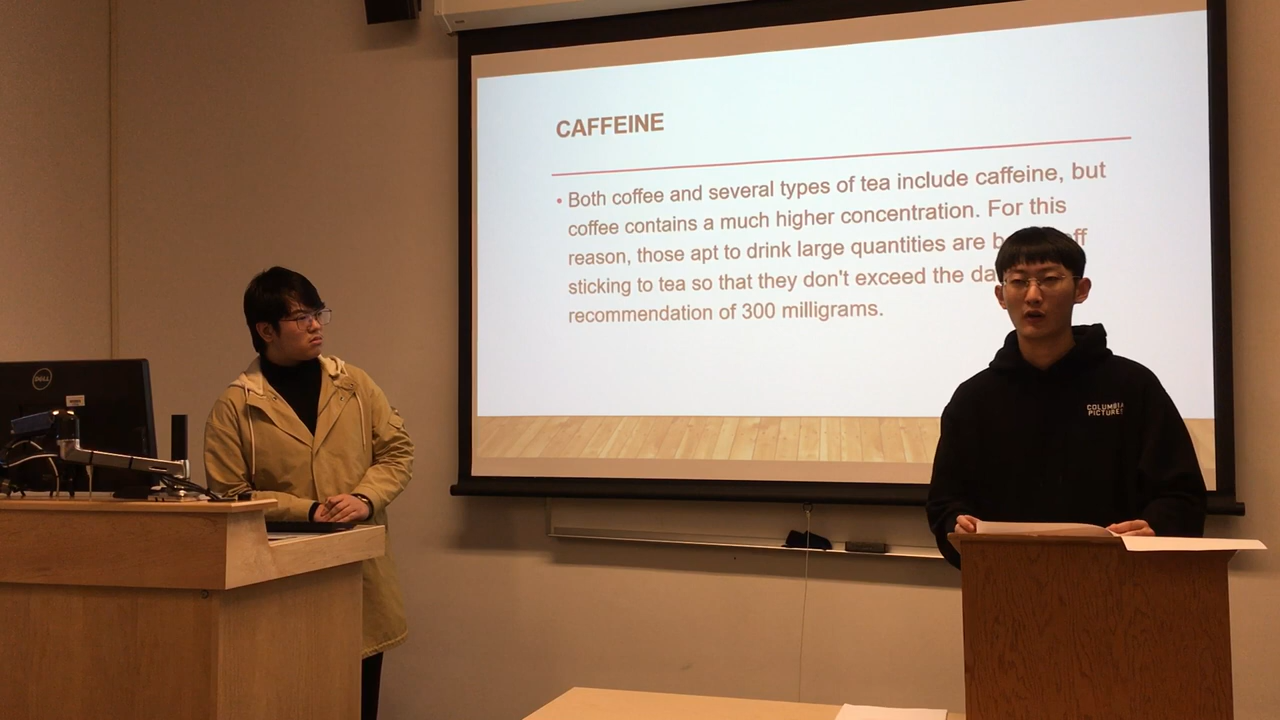 CAFFEINE
• Both coffee and several types of tea include caffeine, but
coffee contains a much higher concentration. For this
reason, those apt to drink large quantities are
sticking to tea so that they don't exceed the
recommendation of 300 milligrams.
COLUMBIA
PICTURES
DELL